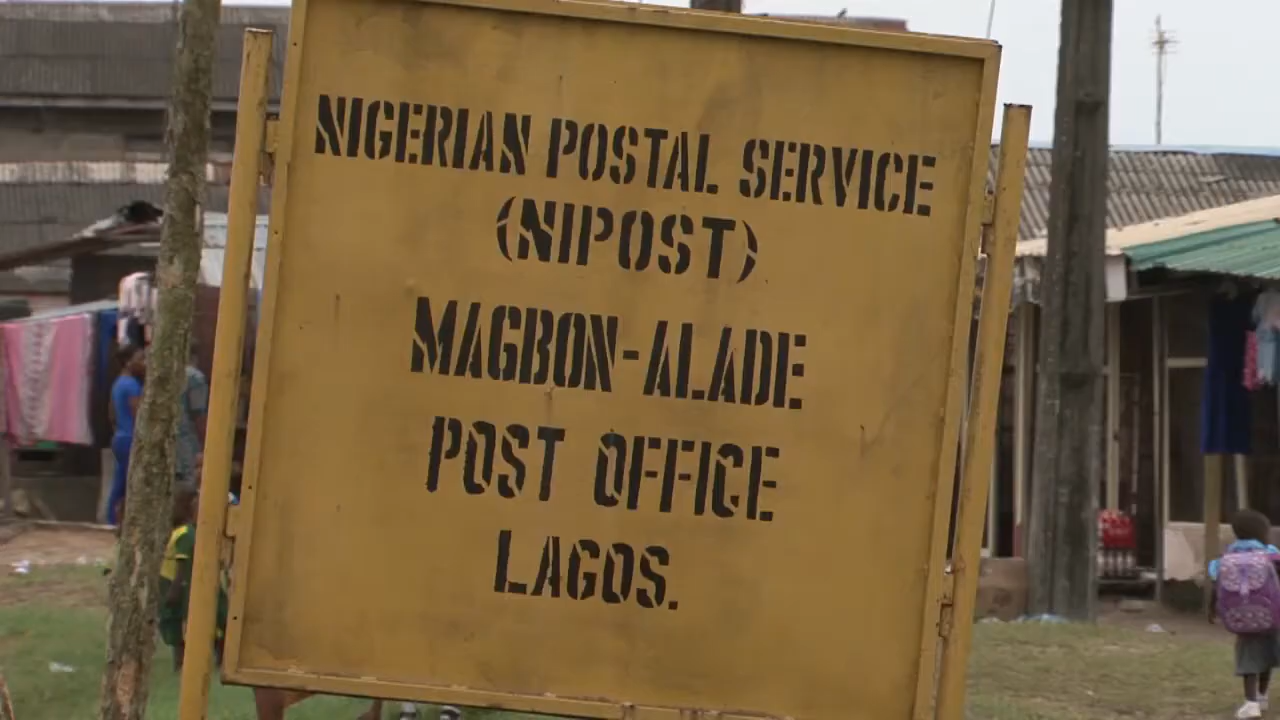 NIGERIAN POSTAL SERVICE
(NIPOST)
MAGBON-ALADE
POST OFFICE
LAGOS.